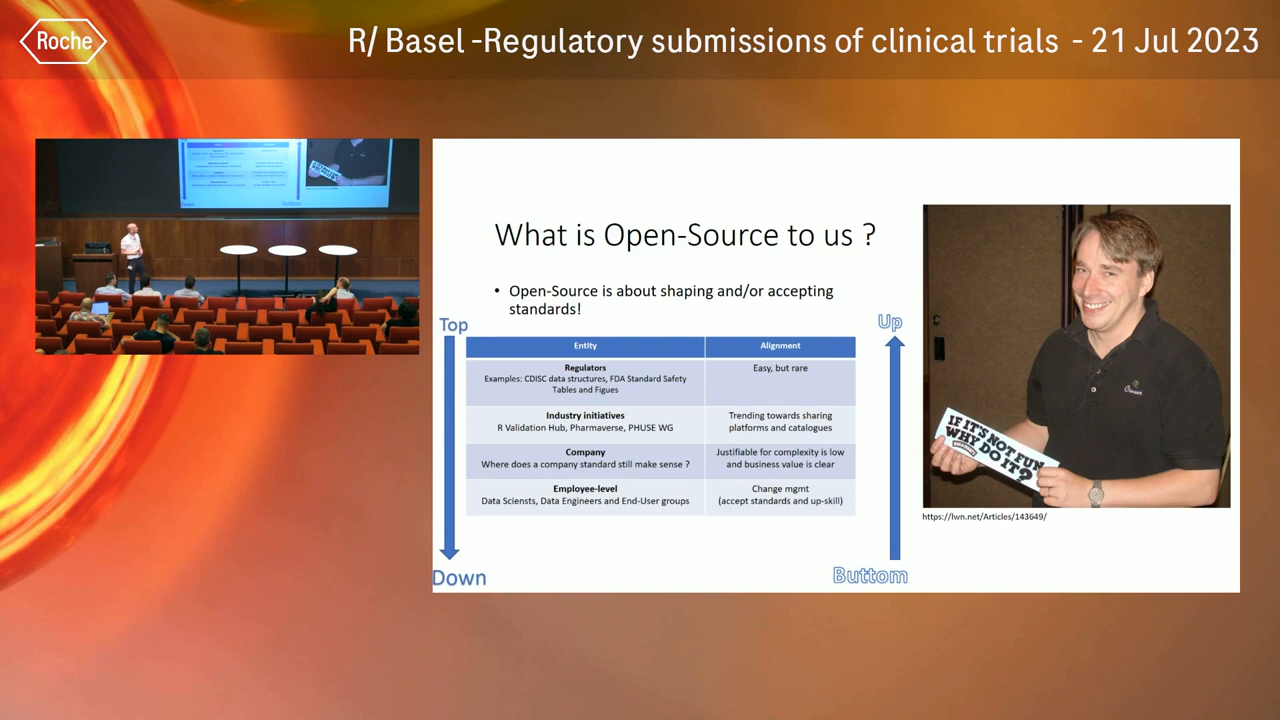 Roche
R/ Basel -Regulatory submissions of clinical trials - 21 Jul 2023
What is Open-Source to us ?
• Open-Source is about shaping and/or accepting
standards!
Top
Up
Entity Alignment
Regulators Easy, but rare
Examples: CDISC data structures, FDA Standard Safety
Tables and Figues
Industry initiatives Trending towards sharing
R Validation Hub, Pharmaverse, PHUSE WG platforms and catalogues
Company Justifiable for complexity is low
Where does a company standard still make sense ? and business value is clear
Employee-level Change mgmt
Data Sciensts, Data Engineers and End-User groups (accept standards and up-skill)
Down
Buttom
IF IT'S NOT FUN
WHY DO IT?
https://lwn.net/Articles/143649/